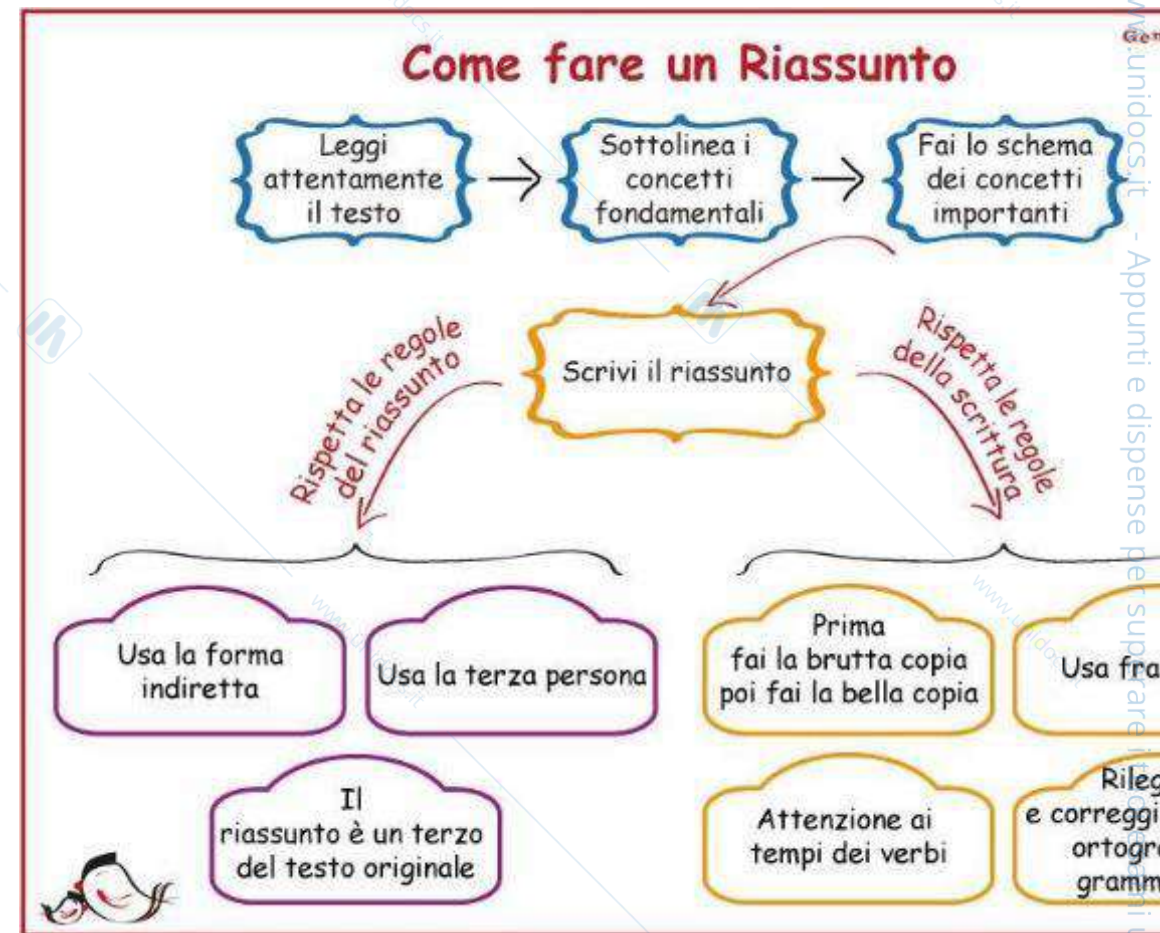 Come fare un Riassunto
Leggi
attentamente
il testo
Sottolinea i
concetti
fondamentali
Fai lo schema
dei concetti
importanti
Rispetta le regole
del riassunto
Scrivi il riassunto
Rispetta le regole
della scrittura
Usa la forma
indiretta
Usa la terza persona
Il
riassunto è un terzo
del testo originale
Prima
fai la brutta copia
poi fai la bella copia
Usa
Attenzione ai
tempi dei verbi
e correggi
www.unidocs.it - Appunti e dispense per superare